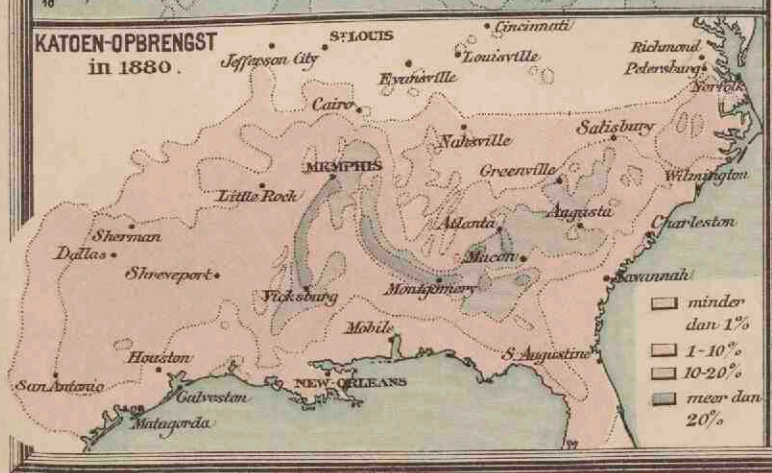 10
KATOEN-OPBRENGST
in 1880.
Jefferson City
ST LOUIS
Cincinnati
Louisville
Evansville
Richmond
Petersburg
Norfolk
Cairo
Nahsville
Salisbury
MEMPHIS
Greenville
Wilmington
Little Rock
Atlanta
Augusta
Charleston
Sherman
Dallas
Shreveport
Macon
Savannah
Vicksburg
Montgomery
minder
dan 1%
Mobile
1-10%
Houston
S. Augustine
10-20%
San Antonio
NEW-ORLEANS
Galveston
meer dan
20%
Matagorda